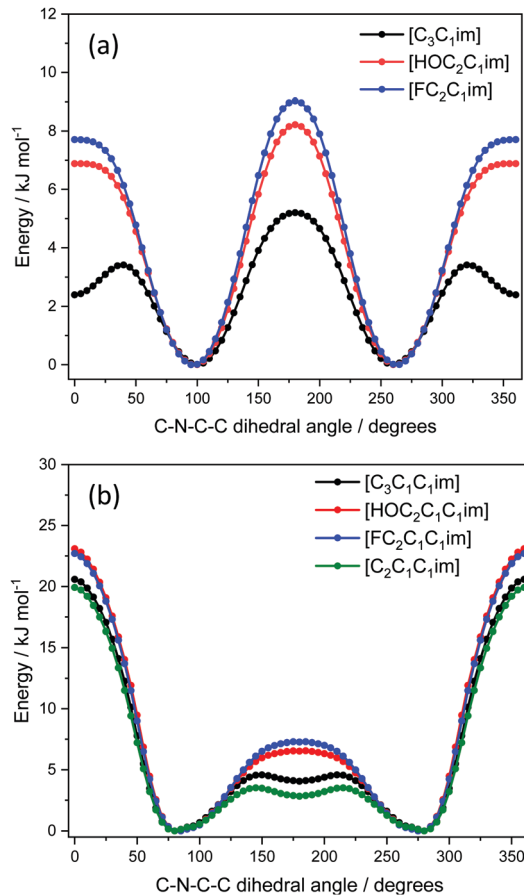 (a)
[C₃C₁im]
[HOC₂C₁im]
[FC₂C₁im]
Energy / kJ mol⁻¹
12
10
8
6
4
2
0
0 50 100 150 200 250 300 350
C-N-C-C dihedral angle / degrees
(b)
[C₃C₁C₁im]
[HOC₂C₁C₁im]
[FC₂C₁C₁im]
[C₂C₁C₁im]
Energy / kJ mol⁻¹
30
25
20
15
10
5
0
0 50 100 150 200 250 300 350
C-N-C-C dihedral angle / degrees